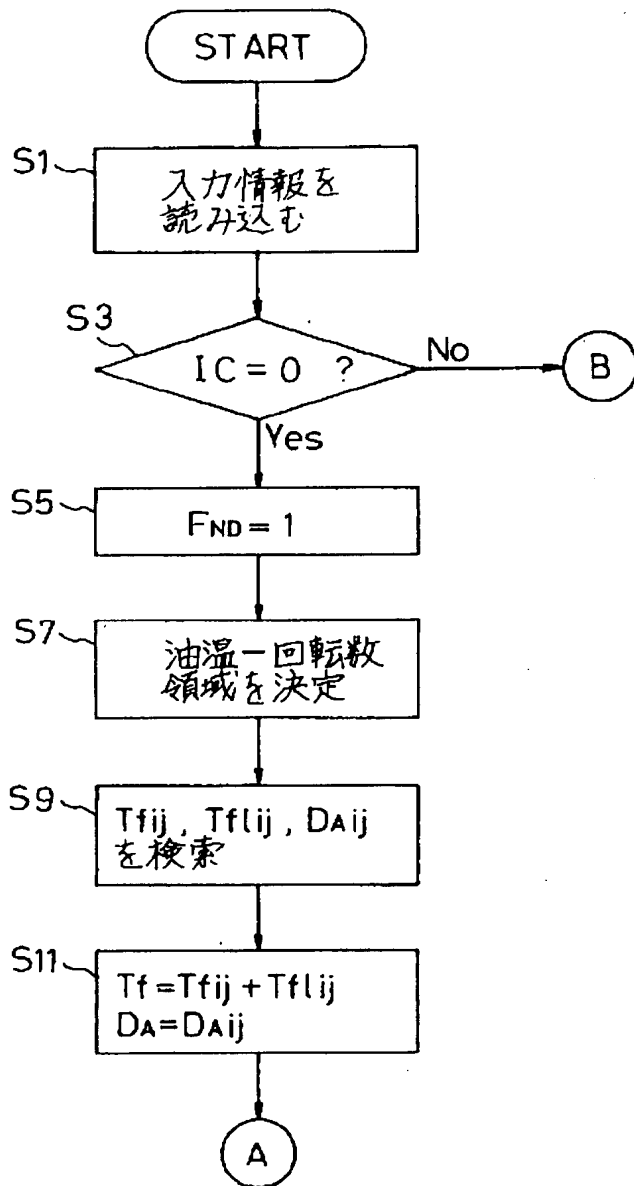 START
S1
入力情報を
読み込む
S3
IC=0 ?
No
B
Yes
S5
FND=1
S7
油温ー回転数
領域を決定
S9
Tfij, Tflij, DAij
を検索
S11
Tf=Tfij+Tflij
DA=DAij
A